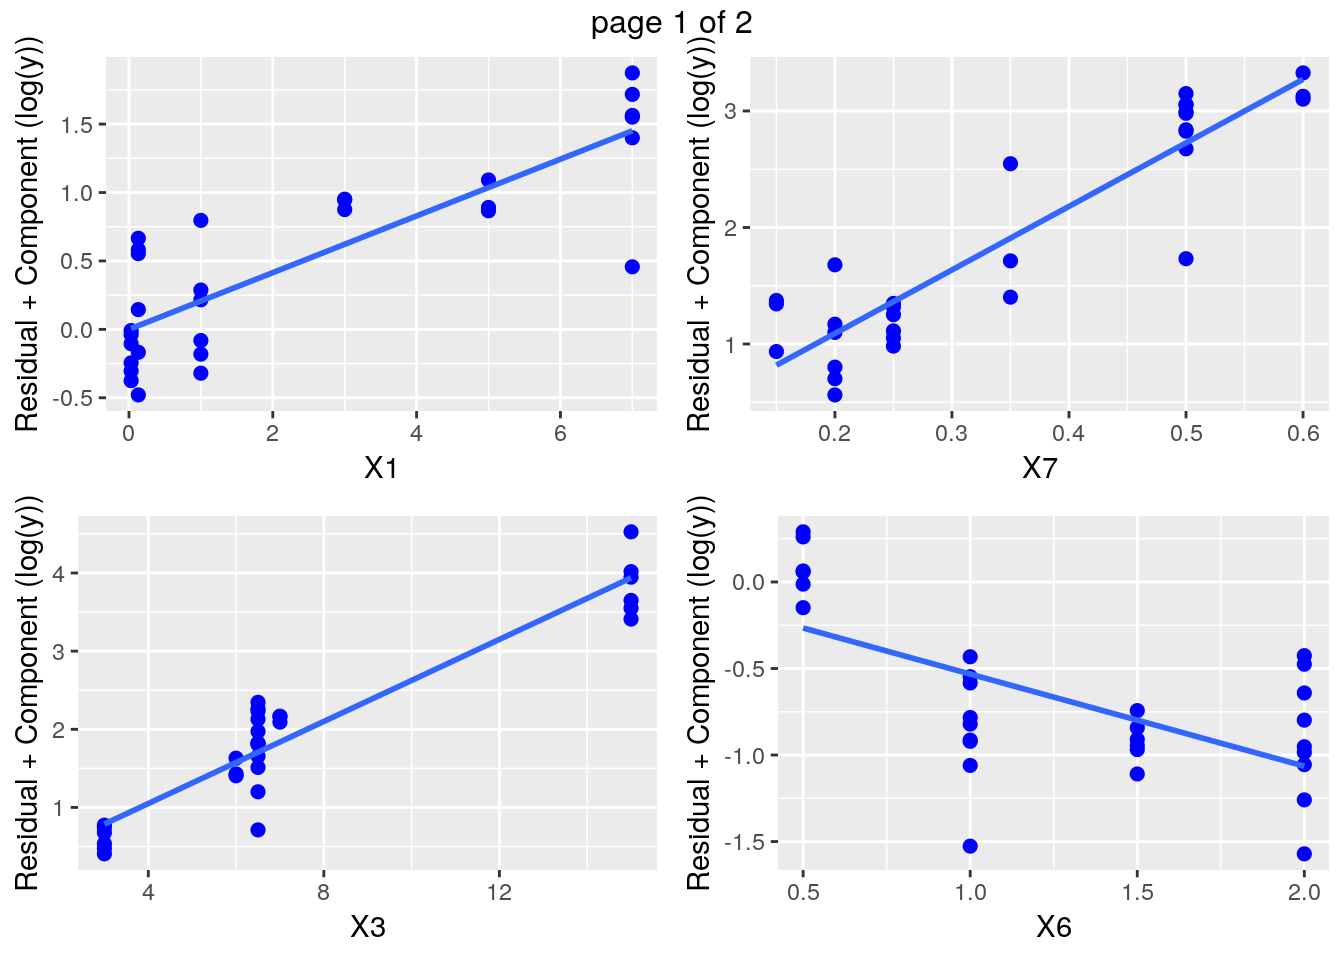 page 1 of 2
Residual + Component (log(y))
1.5
1.0
0.5
0.0
-0.5
0 2 4 6
X1
Residual + Component (log(y))
3
2
1
0.2 0.3 0.4 0.5 0.6
X7
Residual + Component (log(y))
4
3
2
1
4 8 12
X3
Residual + Component (log(y))
0.0
-0.5
-1.0
-1.5
0.5 1.0 1.5 2.0
X6